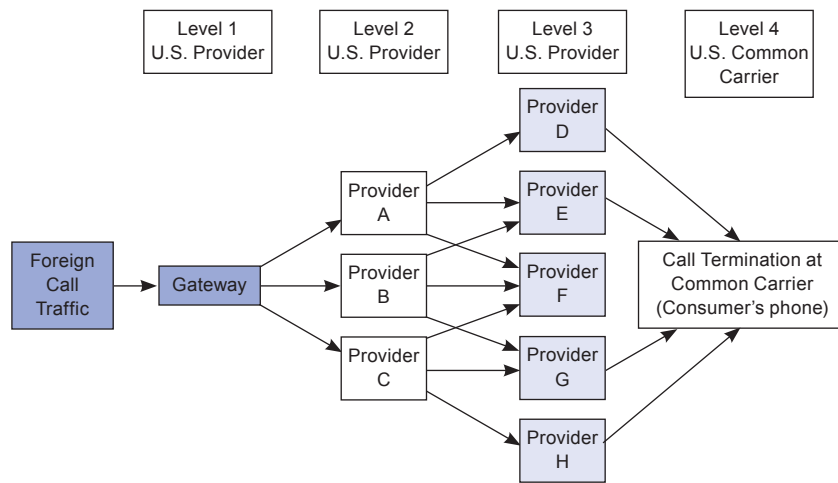 Level 1
U.S. Provider
Level 2
U.S. Provider
Level 3
U.S. Provider
Level 4
U.S. Common
Carrier
Provider
D
Provider
A
Provider
E
Foreign
Call
Traffic
Gateway
Provider
B
Provider
F
Call Termination at
Common Carrier
(Consumer's phone)
Provider
C
Provider
G
Provider
H